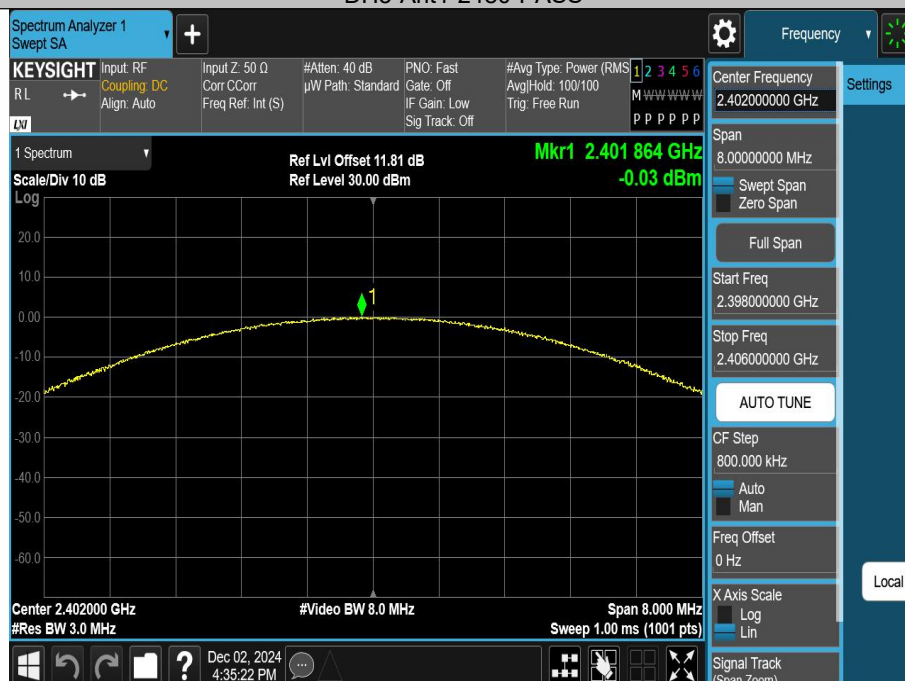 Spectrum Analyzer 1
Swept SA
+
Frequency
KEYSIGHT
RL
LXI
Input: RF
Coupling: DC
Align: Auto
Input Z: 50 Ω
Corr CCorr
Freq Ref: Int (S)
#Atten: 40 dB
µW Path: Standard
PNO: Fast
Gate: Off
IF Gain: Low
Sig Track: Off
#Avg Type: Power (RMS
Avg|Hold: 100/100
Trig: Free Run
1 2 3 4 5 6
M W W W W W
P P P P P P
Center Frequency
2.402000000 GHz
Settings
1 Spectrum
Scale/Div 10 dB
Log
Ref Lvl Offset 11.81 dB
Ref Level 30.00 dBm
Mkr1 2.401 864 GHz
-0.03 dBm
Span
8.00000000 MHz
Swept Span
Zero Span
Full Span
Start Freq
2.398000000 GHz
Stop Freq
2.406000000 GHz
AUTO TUNE
CF Step
800.000 kHz
Auto
Man
Freq Offset
0 Hz
X Axis Scale
Log
Lin
Signal Track
(Span Zoom)
Local
20.0
10.0
0.00
-10.0
-20.0
-30.0
-40.0
-50.0
-60.0
1
Center 2.402000 GHz
#Res BW 3.0 MHz
#Video BW 8.0 MHz
Span 8.000 MHz
Sweep 1.00 ms (1001 pts)
?
Dec 02, 2024
4:35:22 PM